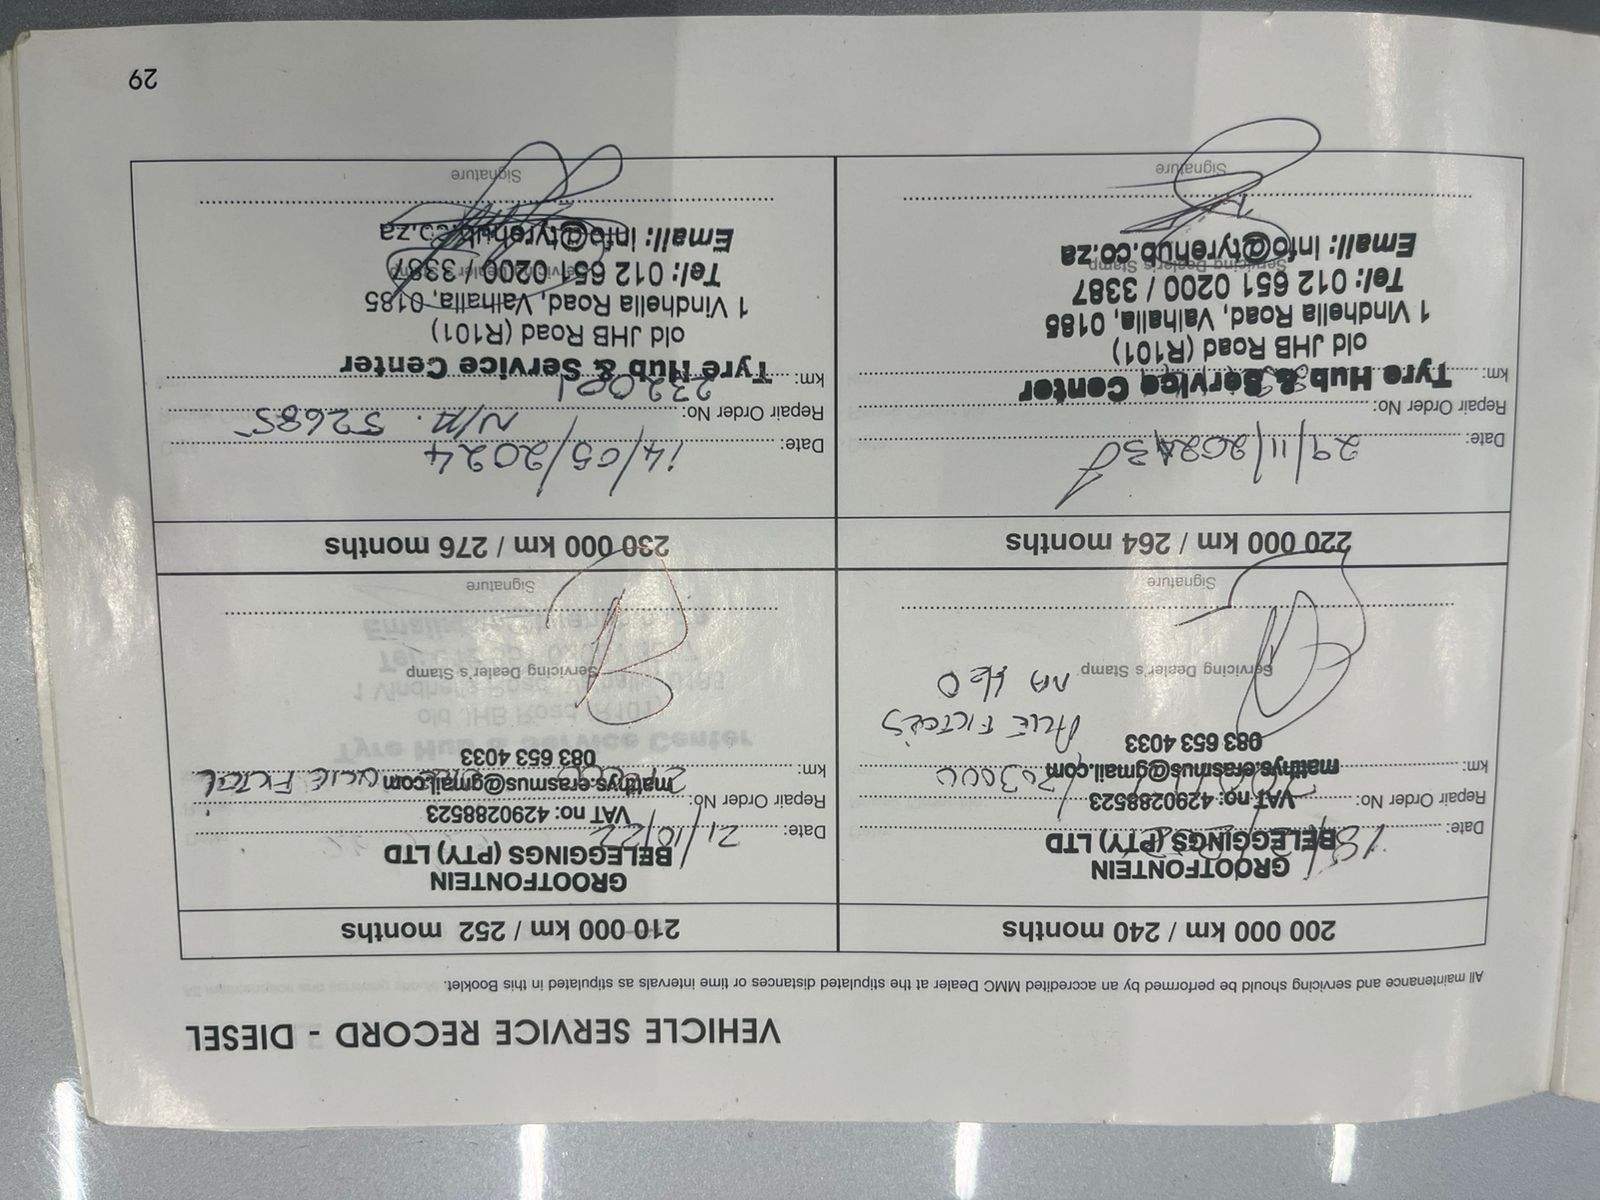 VEHICLE SERVICE RECORD - DIESEL
All maintenance and servicing should be performed by an accredited MMC Dealer at the stipulated distances or time intervals as stipulated in this Booklet.
200 000 km / 240 months
GROOTFONTEIN
BELEGGINGS (PTY) LTD
Date:
VAT no: 4290288523
Repair Order No:
matthys.erasmus@gmail.com
km: 203000
083 653 4033
Servicing Dealer's Stamp
Signature
210 000 km / 252 months
GROOTFONTEIN
BELEGGINGS (PTY) LTD
Date: 21/10/22
VAT no: 4290288523
Repair Order No:
matthys.erasmus@gmail.com
km:
083 653 4033
Servicing Dealer's Stamp
Signature
220 000 km / 264 months
Date: 29/11/2023
Repair Order No:
km:
Tyre Hub & Service Center
old JHB Road (R101)
1 Vindhella Road, Valhalla, 0185
Tel: 012 651 0200 / 3387
Servicing Dealer's Stamp
Email: info@tyrehub.co.za
Signature
230 000 km / 276 months
Date: 14/05/2024
Repair Order No: N/A. 52685
km: 232021
Tyre Hub & Service Center
old JHB Road (R101)
1 Vindhella Road, Valhalla, 0185
Tel: 012 651 0200 / 3387
Servicing Dealer's Stamp
Email: info@tyrehub.co.za
Signature
29